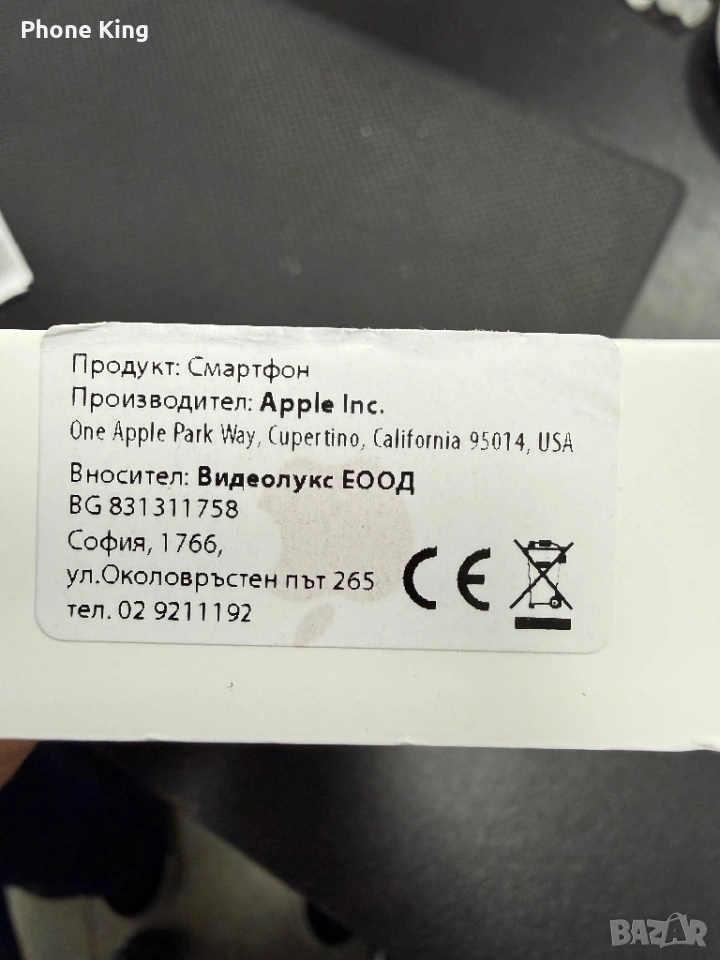 Phone King
Продукт: Смартфон
Производител: Apple Inc.
One Apple Park Way, Cupertino, California 95014, USA
Вносител: Видеолукс ЕООД
BG 831311758
София, 1766,
ул.Околовръстен път 265
тел. 02 9211192
CE
BAZAR